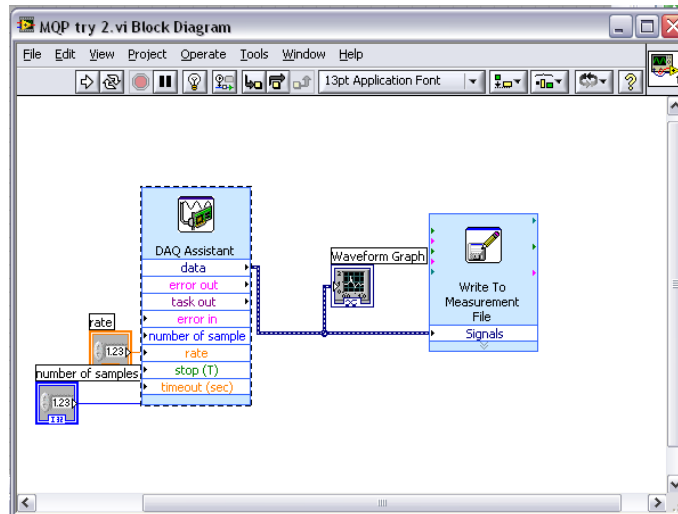 MQP try 2.vi Block Diagram
File Edit View Project Operate Tools Window Help
13pt Application Font
DAQ Assistant
data
error out
task out
error in
number of sample
rate
stop (T)
timeout (sec)
rate
1.23
number of samples
1.23
I32
Waveform Graph
Write To
Measurement
File
Signals